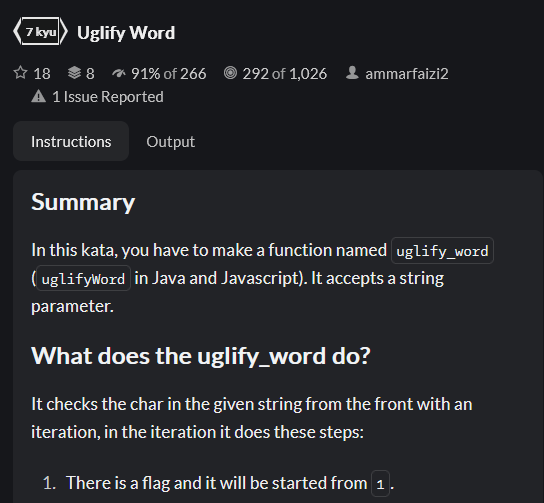 7 kyu Uglify Word
18 8 91% of 266 292 of 1,026 ammarfaizi2
1 Issue Reported
Instructions Output
Summary
In this kata, you have to make a function named uglify_word
(uglifyWord in Java and Javascript). It accepts a string
parameter.
What does the uglify_word do?
It checks the char in the given string from the front with an
iteration, in the iteration it does these steps:
1. There is a flag and it will be started from 1.